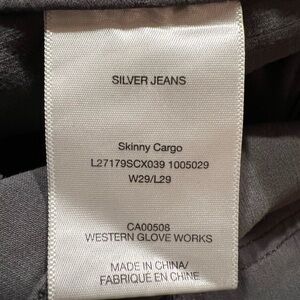 SILVER JEANS
Skinny Cargo
L27179SCX039 1005029
W29/L29
CA00508
WESTERN GLOVE WORKS
MADE IN CHINA/
FABRIQUÉ EN CHINE